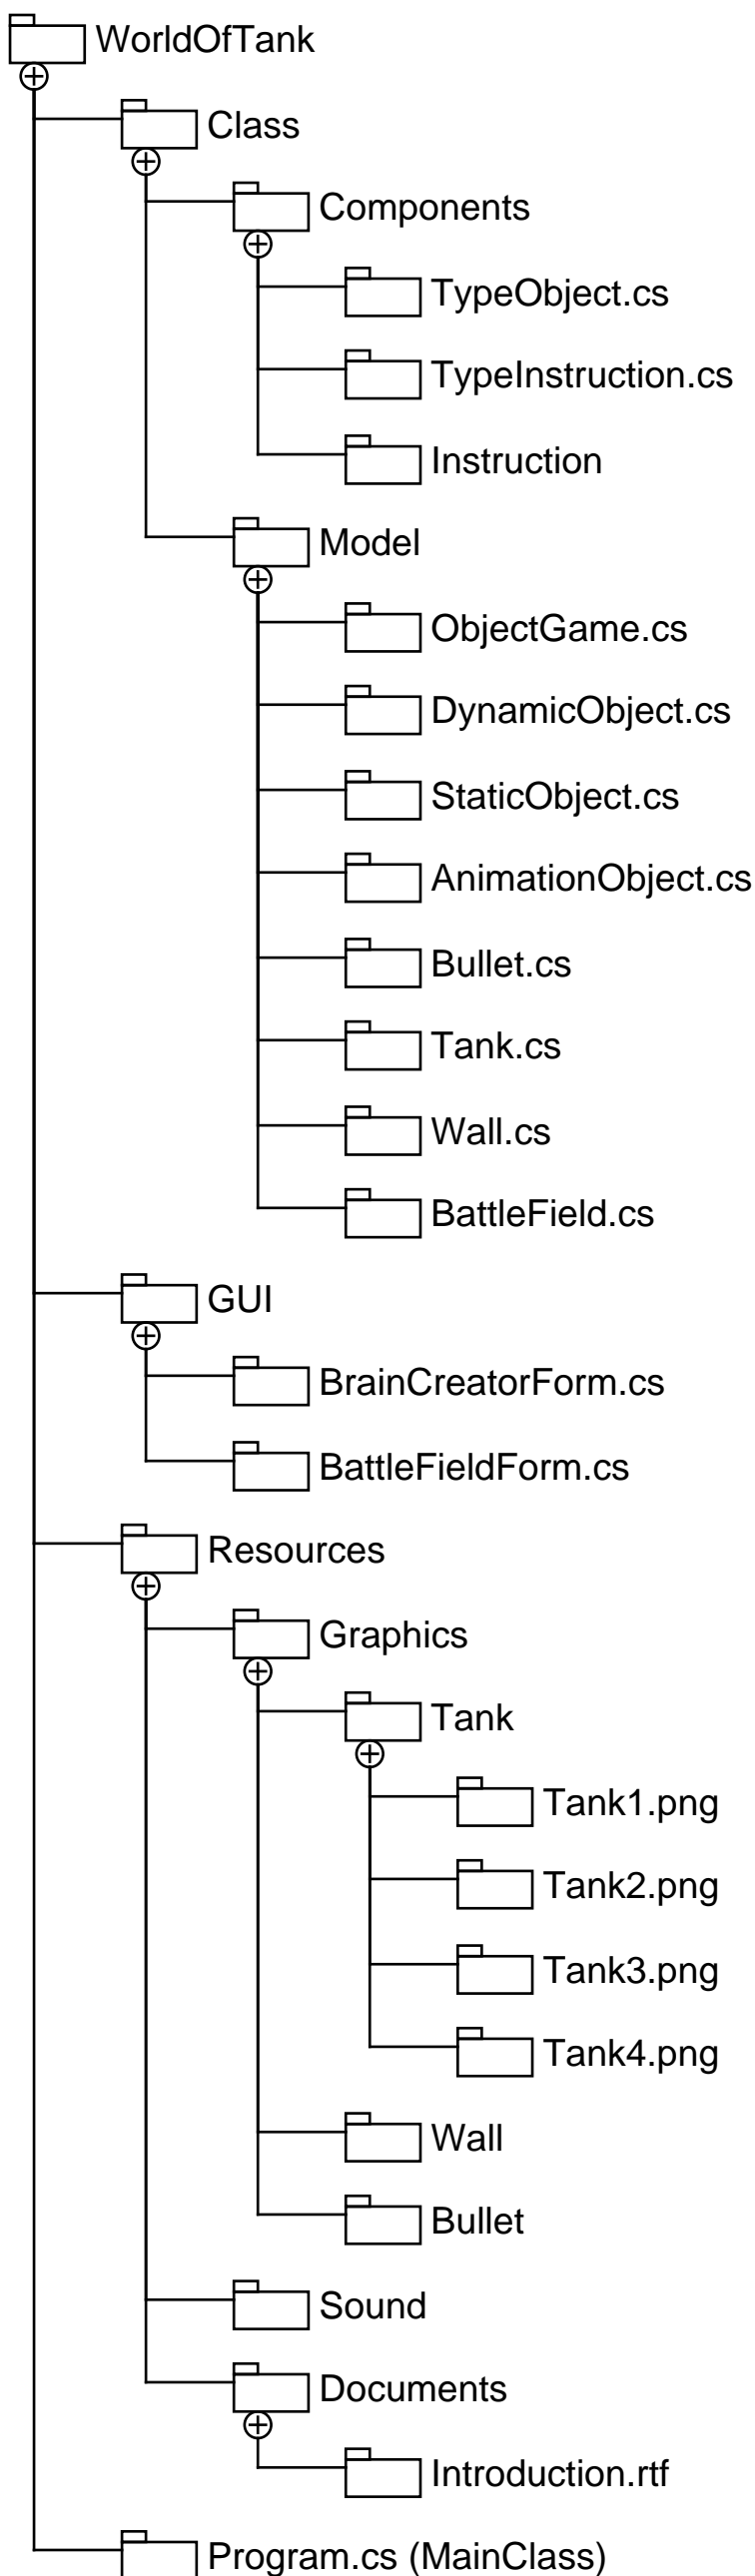 WorldOfTank
Class
Components
TypeObject.cs
TypeInstruction.cs
Instruction
Model
ObjectGame.cs
DynamicObject.cs
StaticObject.cs
AnimationObject.cs
Bullet.cs
Tank.cs
Wall.cs
BattleField.cs
GUI
BrainCreatorForm.cs
BattleFieldForm.cs
Resources
Graphics
Tank
Tank1.png
Tank2.png
Tank3.png
Tank4.png
Wall
Bullet
Sound
Documents
Introduction.rtf
Program.cs (MainClass)